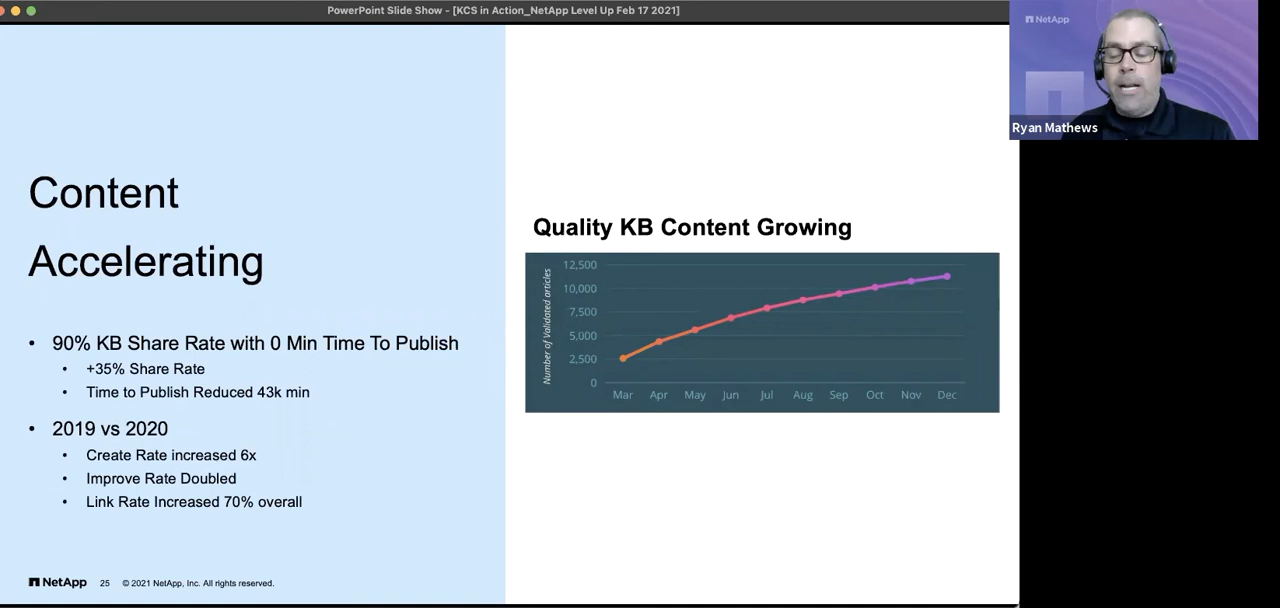 PowerPoint Slide Show - [KCS in Action_NetApp Level Up Feb 17 2021]
NetApp
Ryan Mathews
Content
Accelerating
• 90% KB Share Rate with 0 Min Time To Publish
• +35% Share Rate
• Time to Publish Reduced 43k min
• 2019 vs 2020
• Create Rate increased 6x
• Improve Rate Doubled
• Link Rate Increased 70% overall
Quality KB Content Growing
Number of Validated articles
12,500
10,000
7,500
5,000
2,500
0
Mar Apr May Jun Jul Aug Sep Oct Nov Dec
NetApp 25 © 2021 NetApp, Inc. All rights reserved.